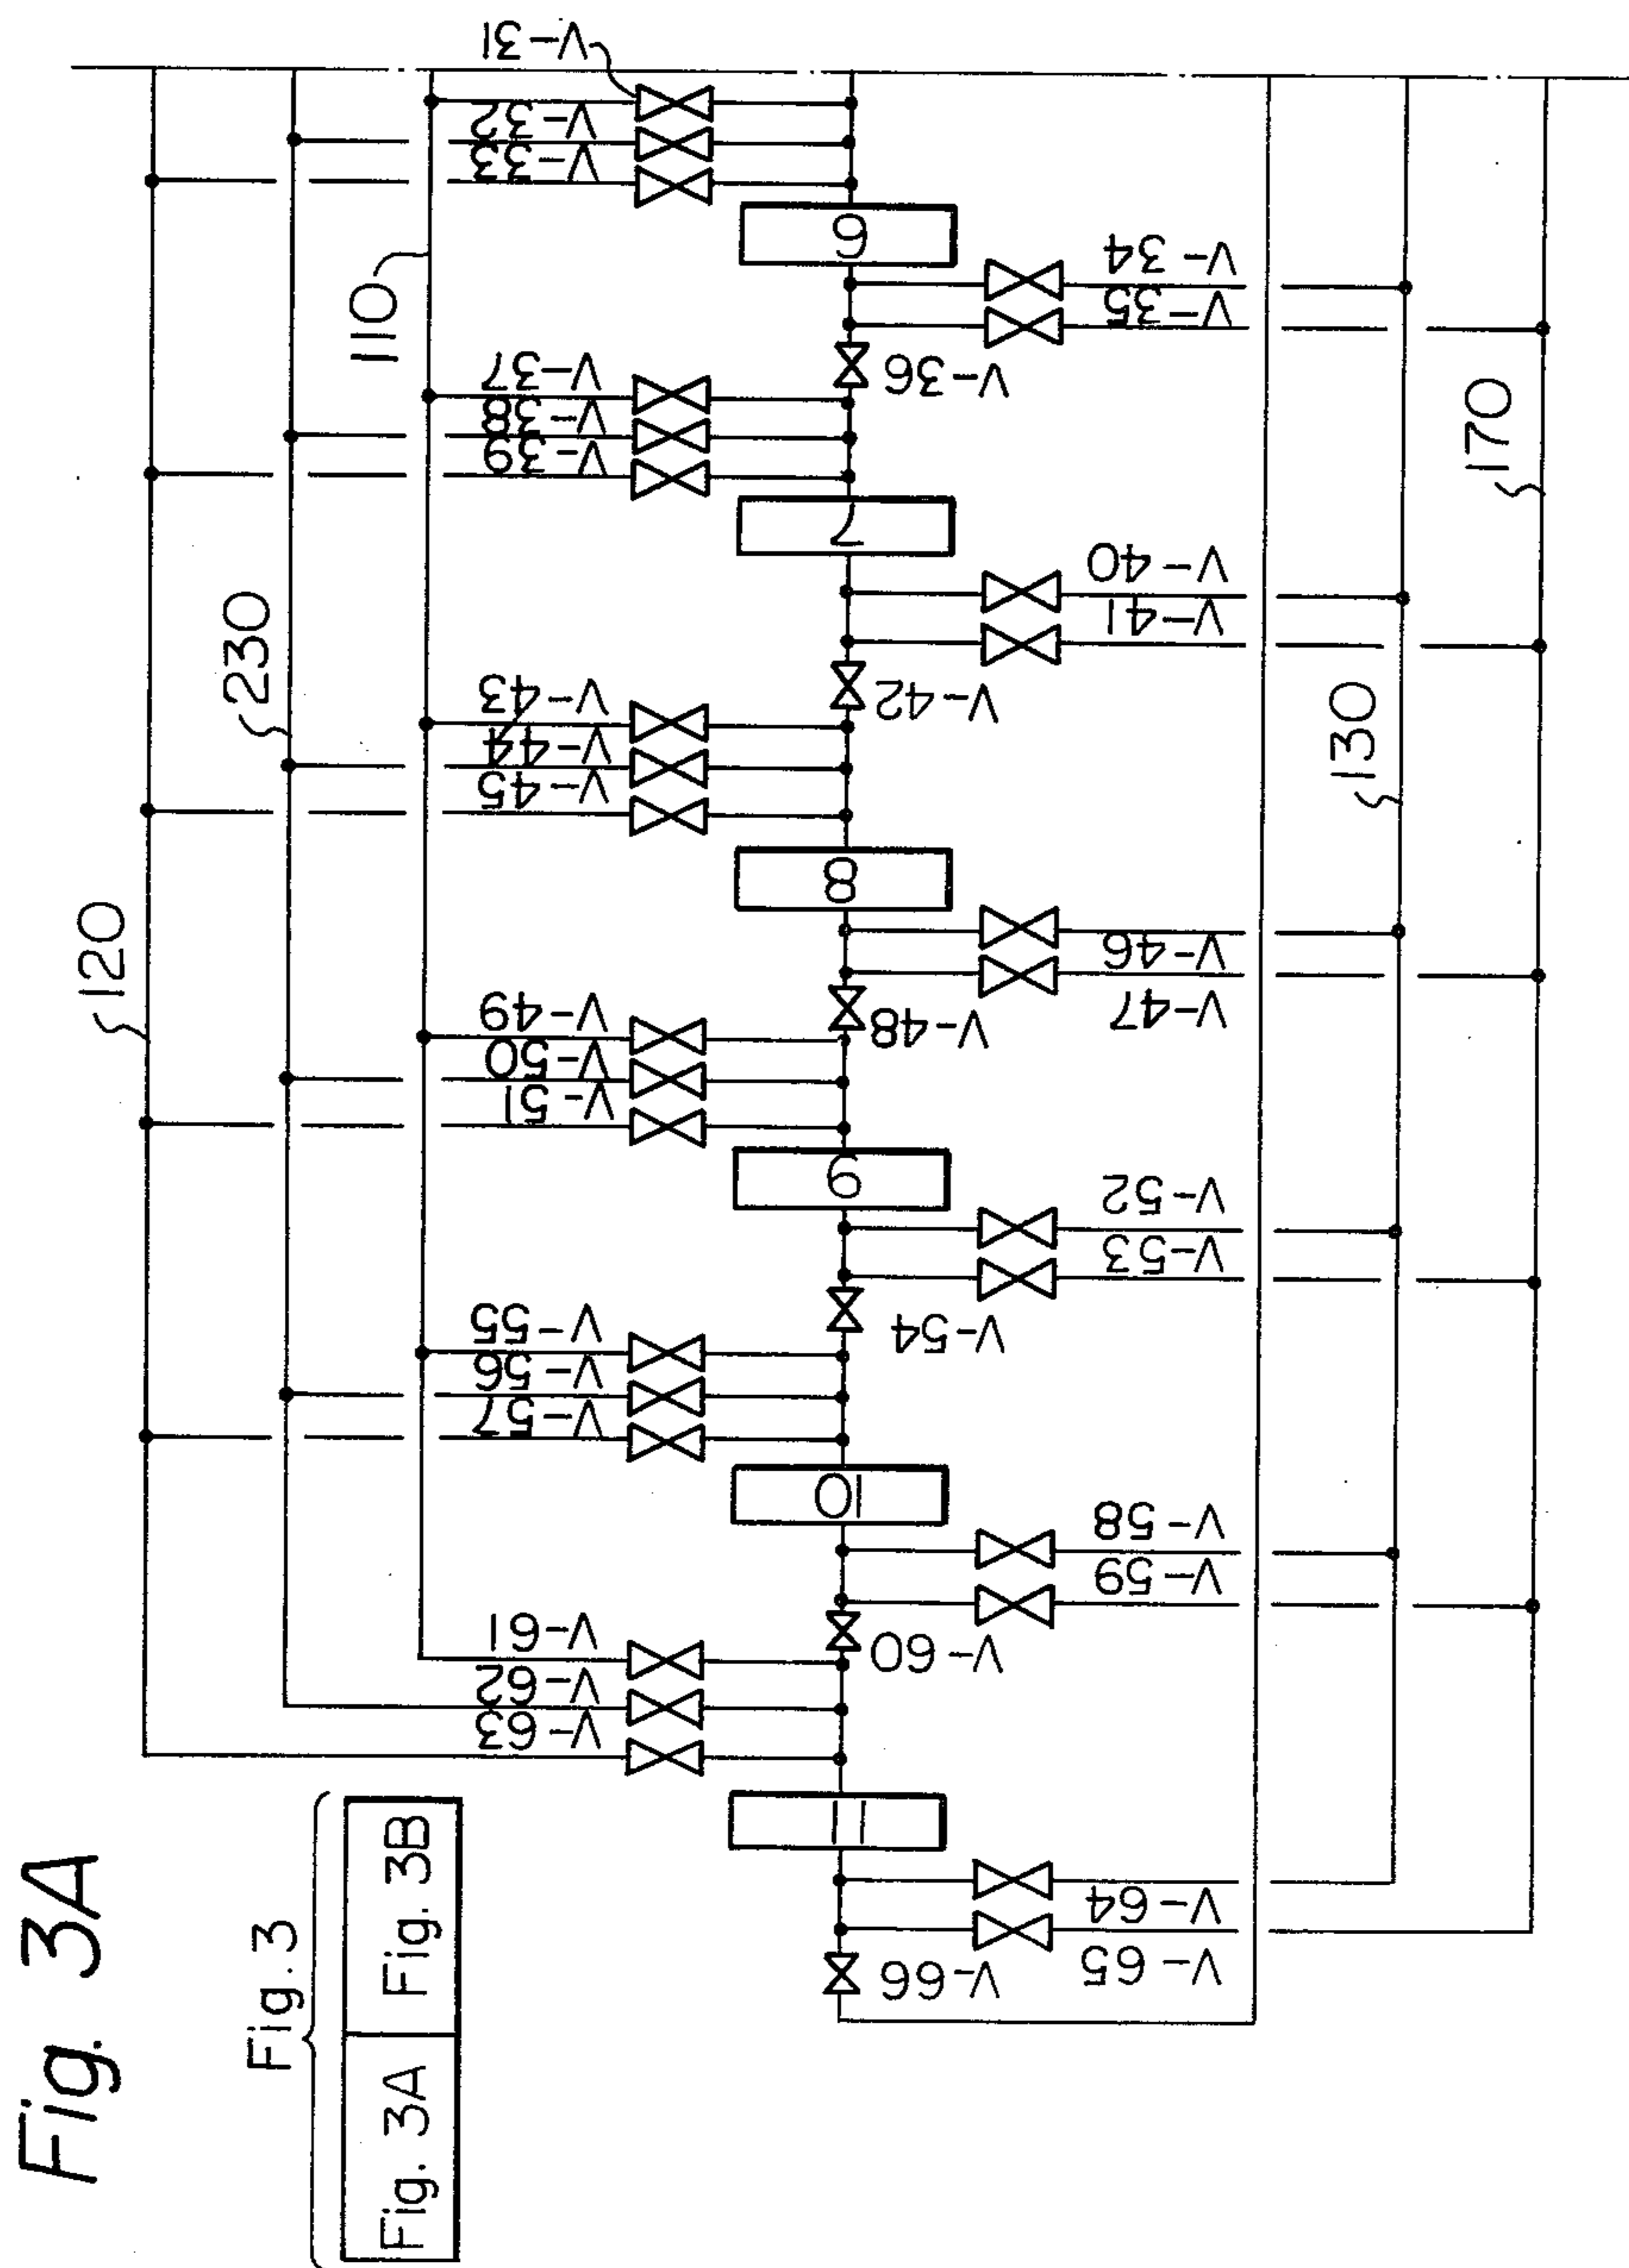 Fig. 3A
Fig. 3
Fig. 3A
Fig. 3B
120
230
110
V-31
V-32
V-33
6
V-34
V-35
V-36
V-37
V-38
V-39
7
V-40
V-41
V-42
V-43
V-44
V-45
8
V-46
V-47
V-48
V-49
V-50
V-51
9
V-52
V-53
V-54
V-55
V-56
V-57
10
V-58
V-59
V-60
V-61
V-62
V-63
11
V-64
V-65
V-66
130
170